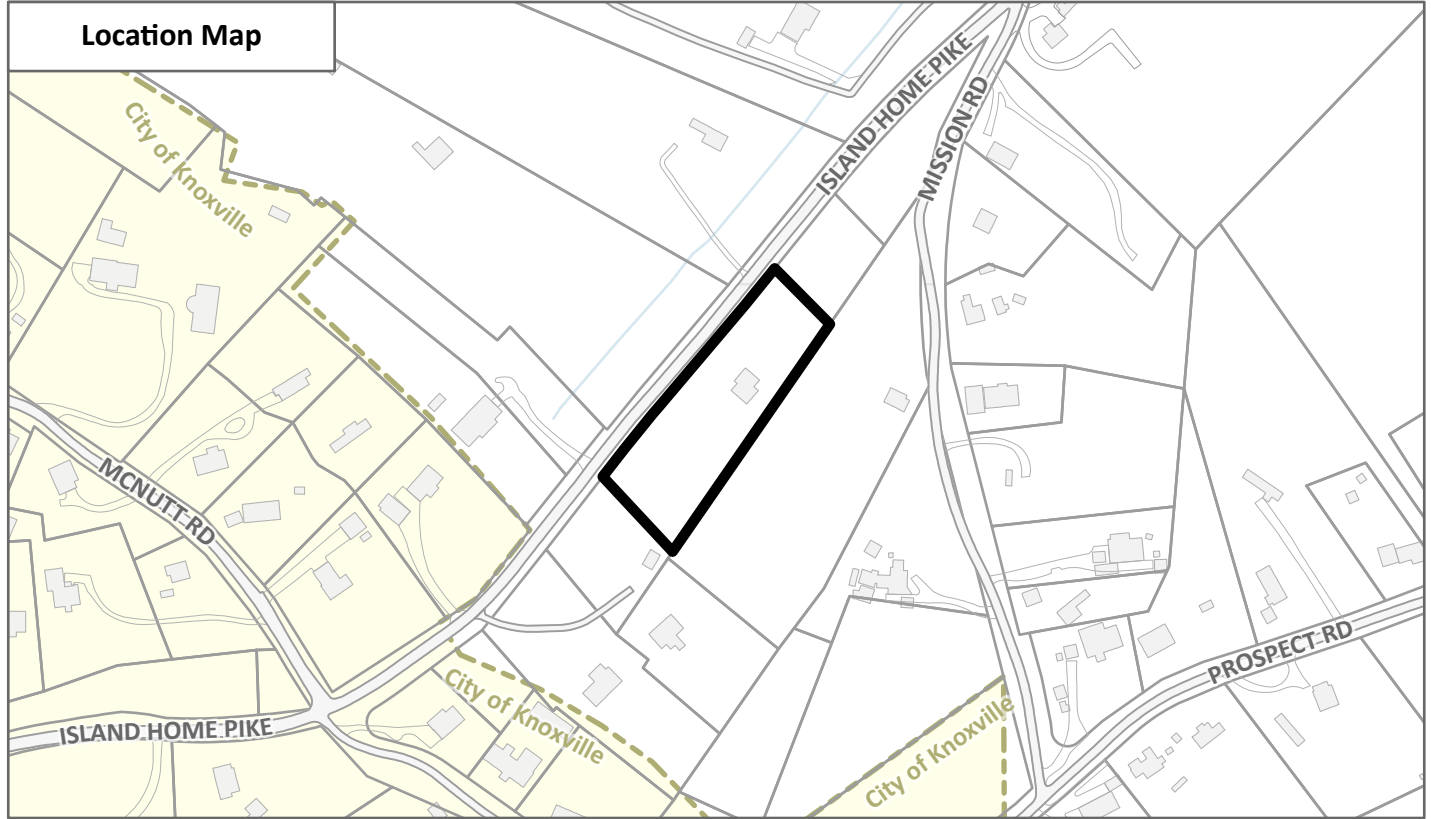 Location Map
City of Knoxville
ISLAND HOME PIKE
MISSION RD
MCNUTT RD
PROSPECT RD
City of Knoxville
ISLAND HOME PIKE
City of Knoxville